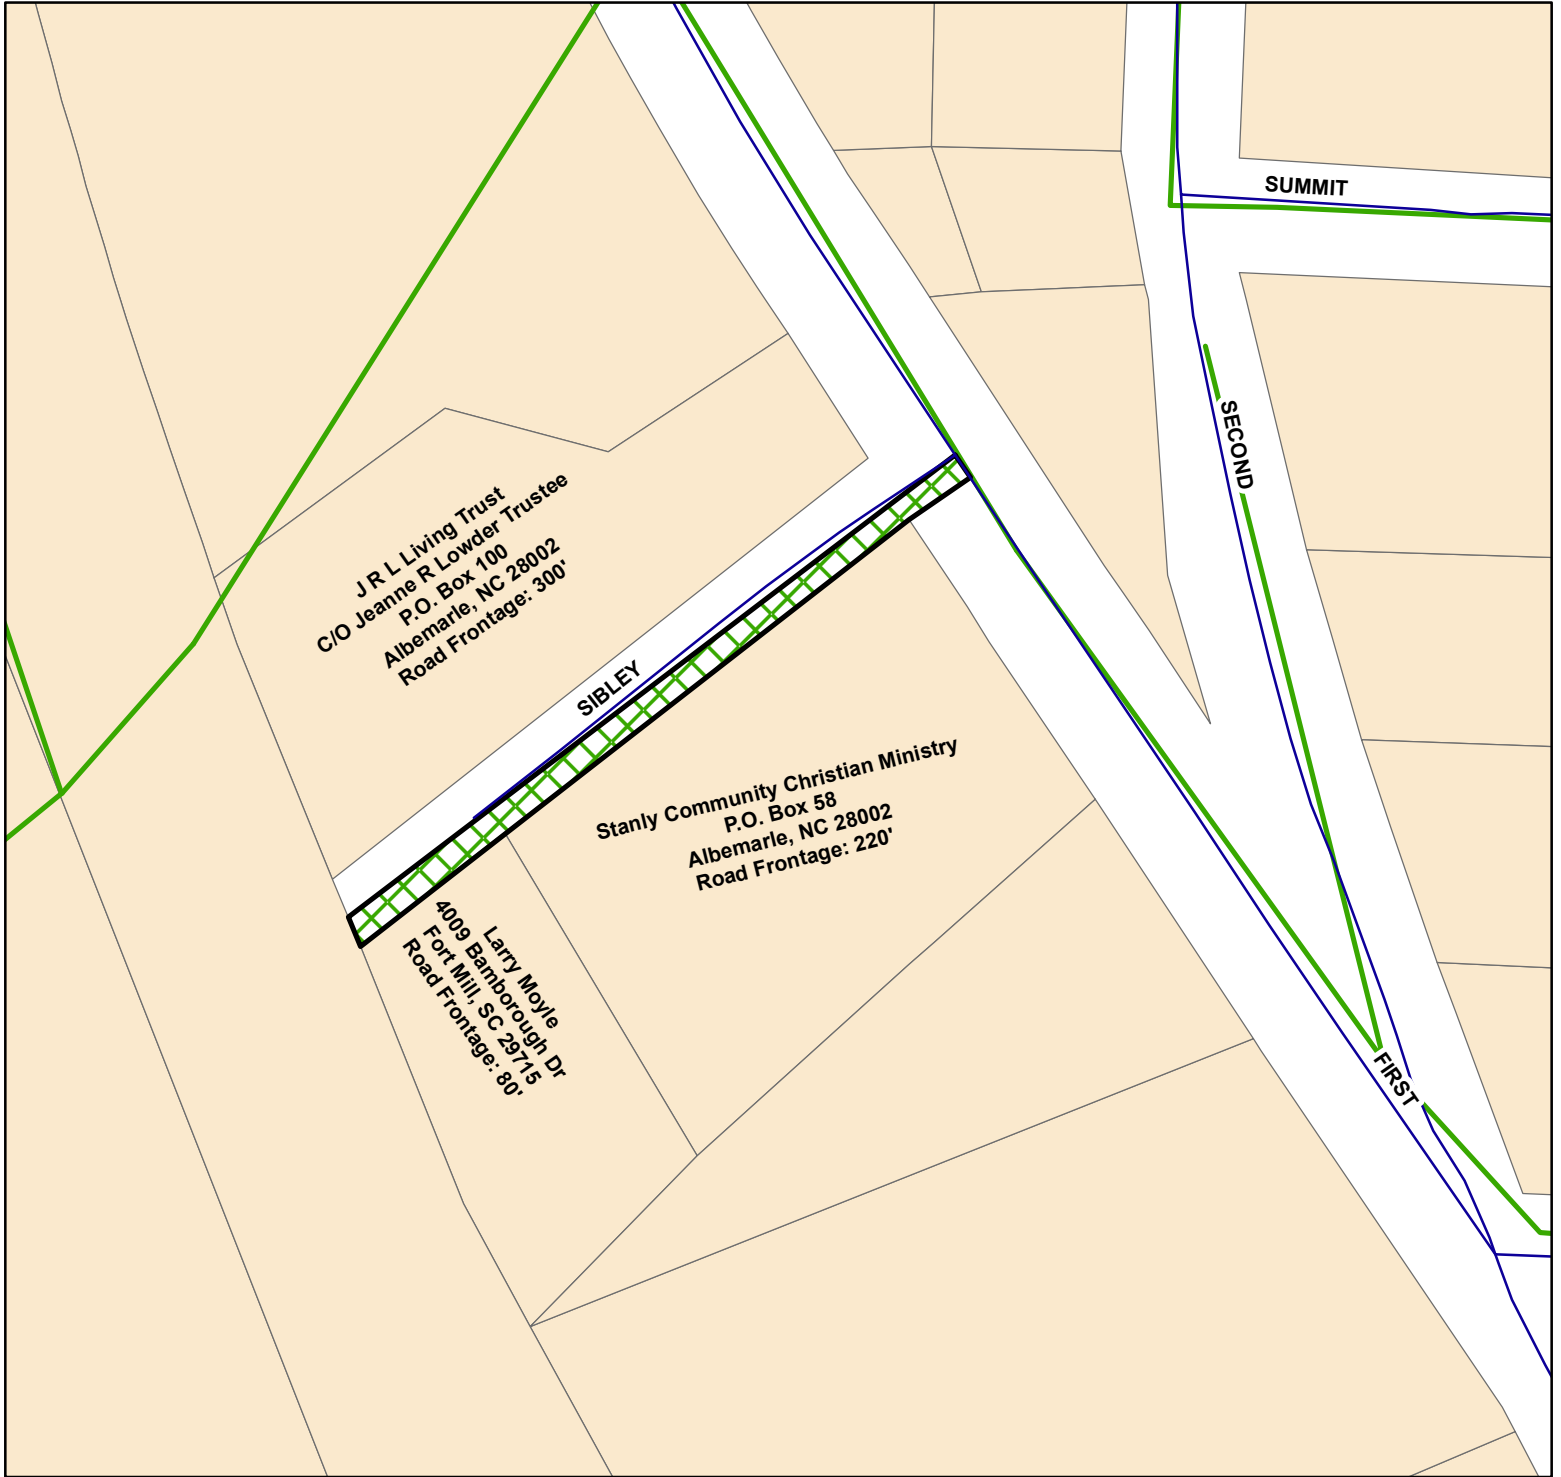 SUMMIT
SECOND
J R L Living Trust
C/O Jeanne R Lowder Trustee
P.O. Box 100
Albemarle, NC 28002
Road Frontage: 300'
SIBLEY
Stanly Community Christian Ministry
P.O. Box 58
Albemarle, NC 28002
Road Frontage: 220'
Larry Moyle
4009 Bamborough Dr
Fort Mill, SC 29715
Road Frontage: 80'
FIRST